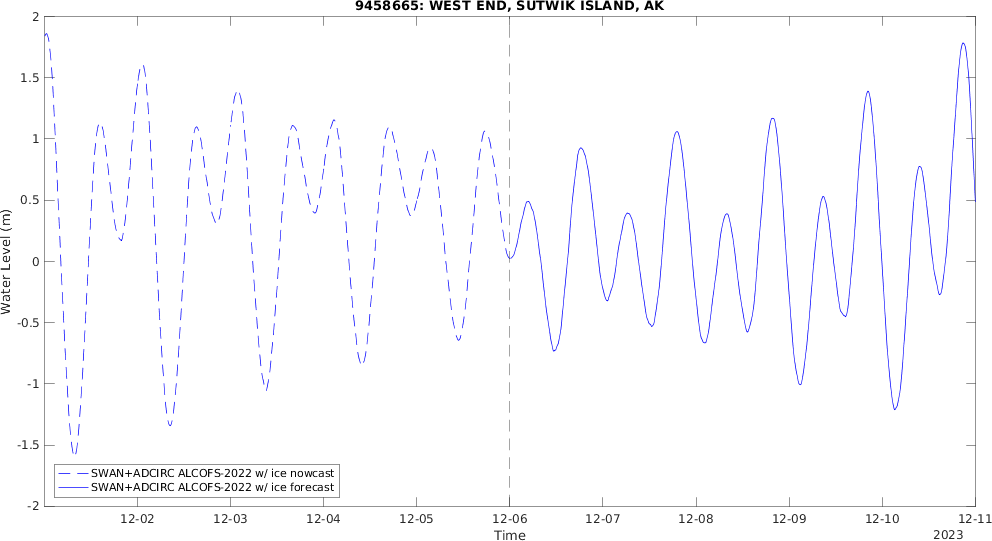 9458665: WEST END, SUTWIK ISLAND, AK
2
1.5
1
0.5
0
-0.5
-1
-1.5
-2
Water Level (m)
SWAN+ADCIRC ALCOFS-2022 w/ ice nowcast
SWAN+ADCIRC ALCOFS-2022 w/ ice forecast
12-02 12-03 12-04 12-05 12-06 12-07 12-08 12-09 12-10 12-11
Time
2023